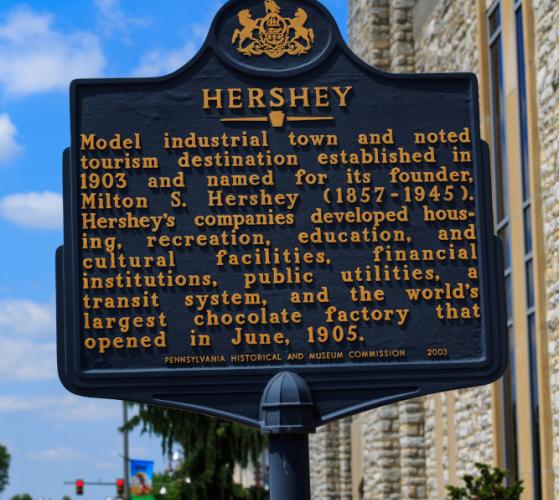 HERSHEY
Model industrial town and noted
tourism destination established in
1903 and named for its founder,
Milton S. Hershey (1857-1945).
Hershey's companies developed hous-
ing, recreation, education, and
cultural facilities, financial
institutions, public utilities, a
transit system, and the world's
largest chocolate factory that
opened in June, 1905.
PENNSYLVANIA HISTORICAL AND MUSEUM COMMISSION 2003